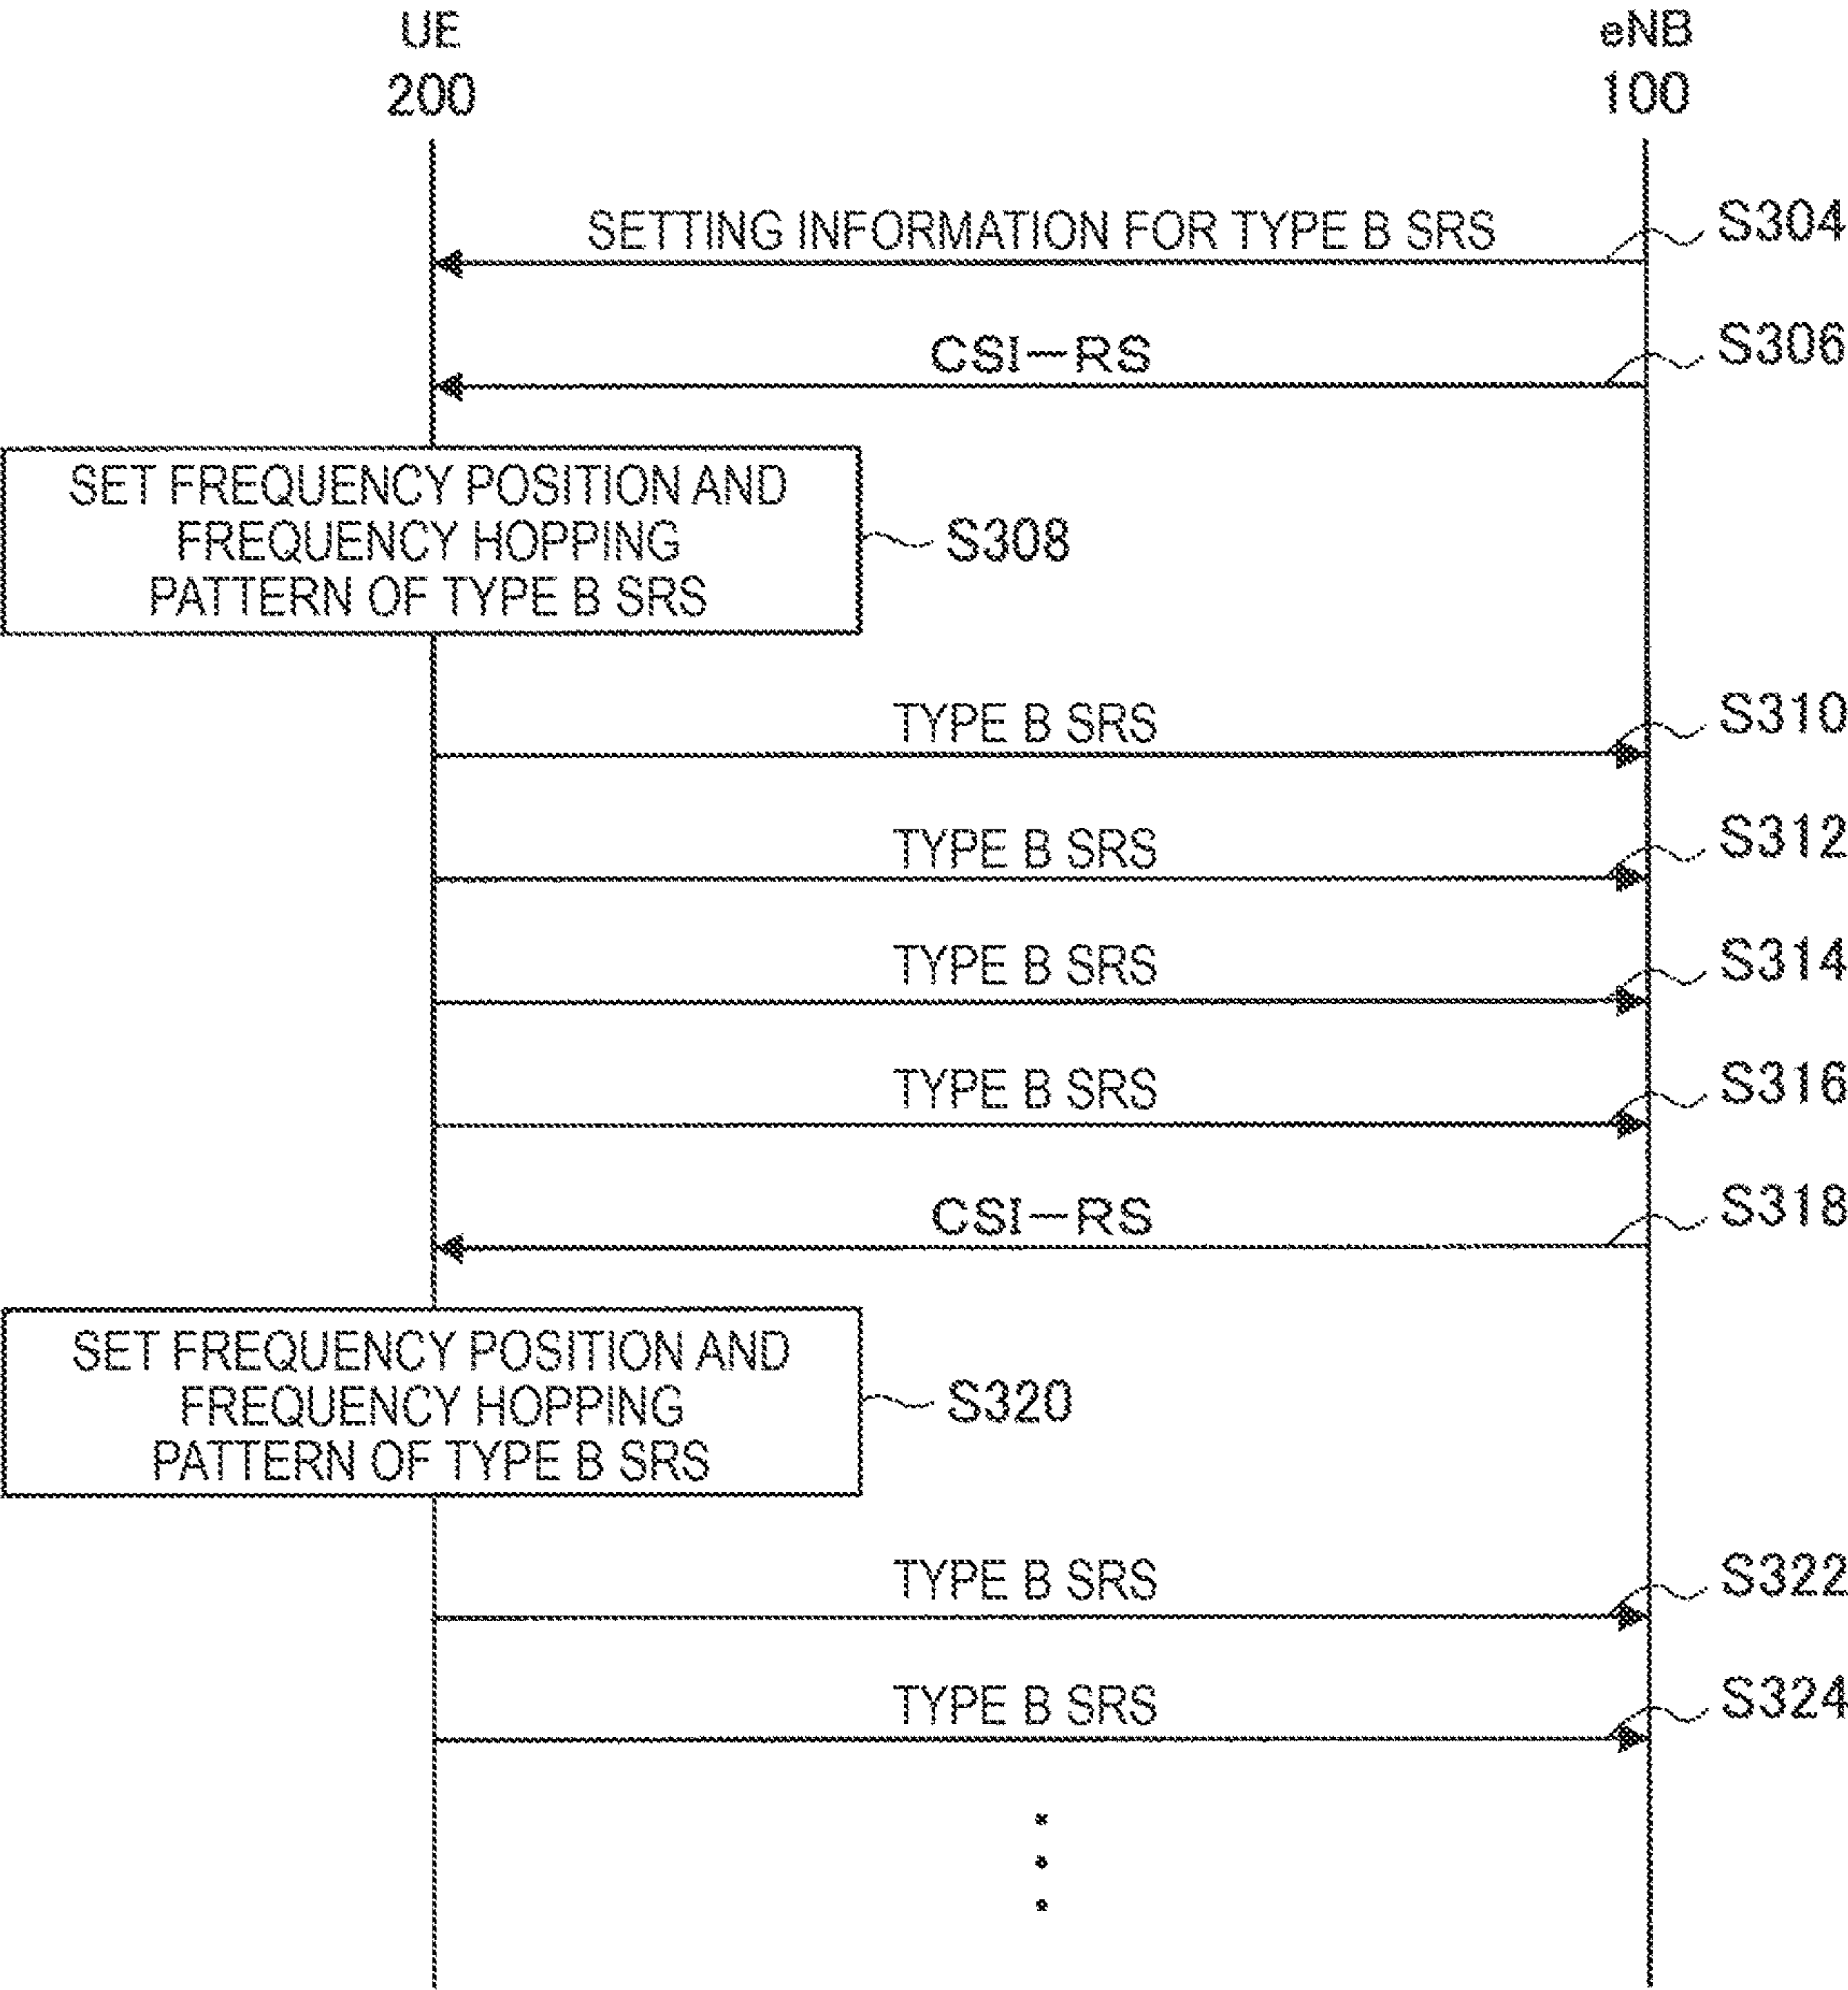 UE
200
eNB
100
SETTING INFORMATION FOR TYPE B SRS
S304
CSI-RS
S306
SET FREQUENCY POSITION AND
FREQUENCY HOPPING
PATTERN OF TYPE B SRS
S308
TYPE B SRS
S310
TYPE B SRS
S312
TYPE B SRS
S314
TYPE B SRS
S316
CSI-RS
S318
SET FREQUENCY POSITION AND
FREQUENCY HOPPING
PATTERN OF TYPE B SRS
S320
TYPE B SRS
S322
TYPE B SRS
S324